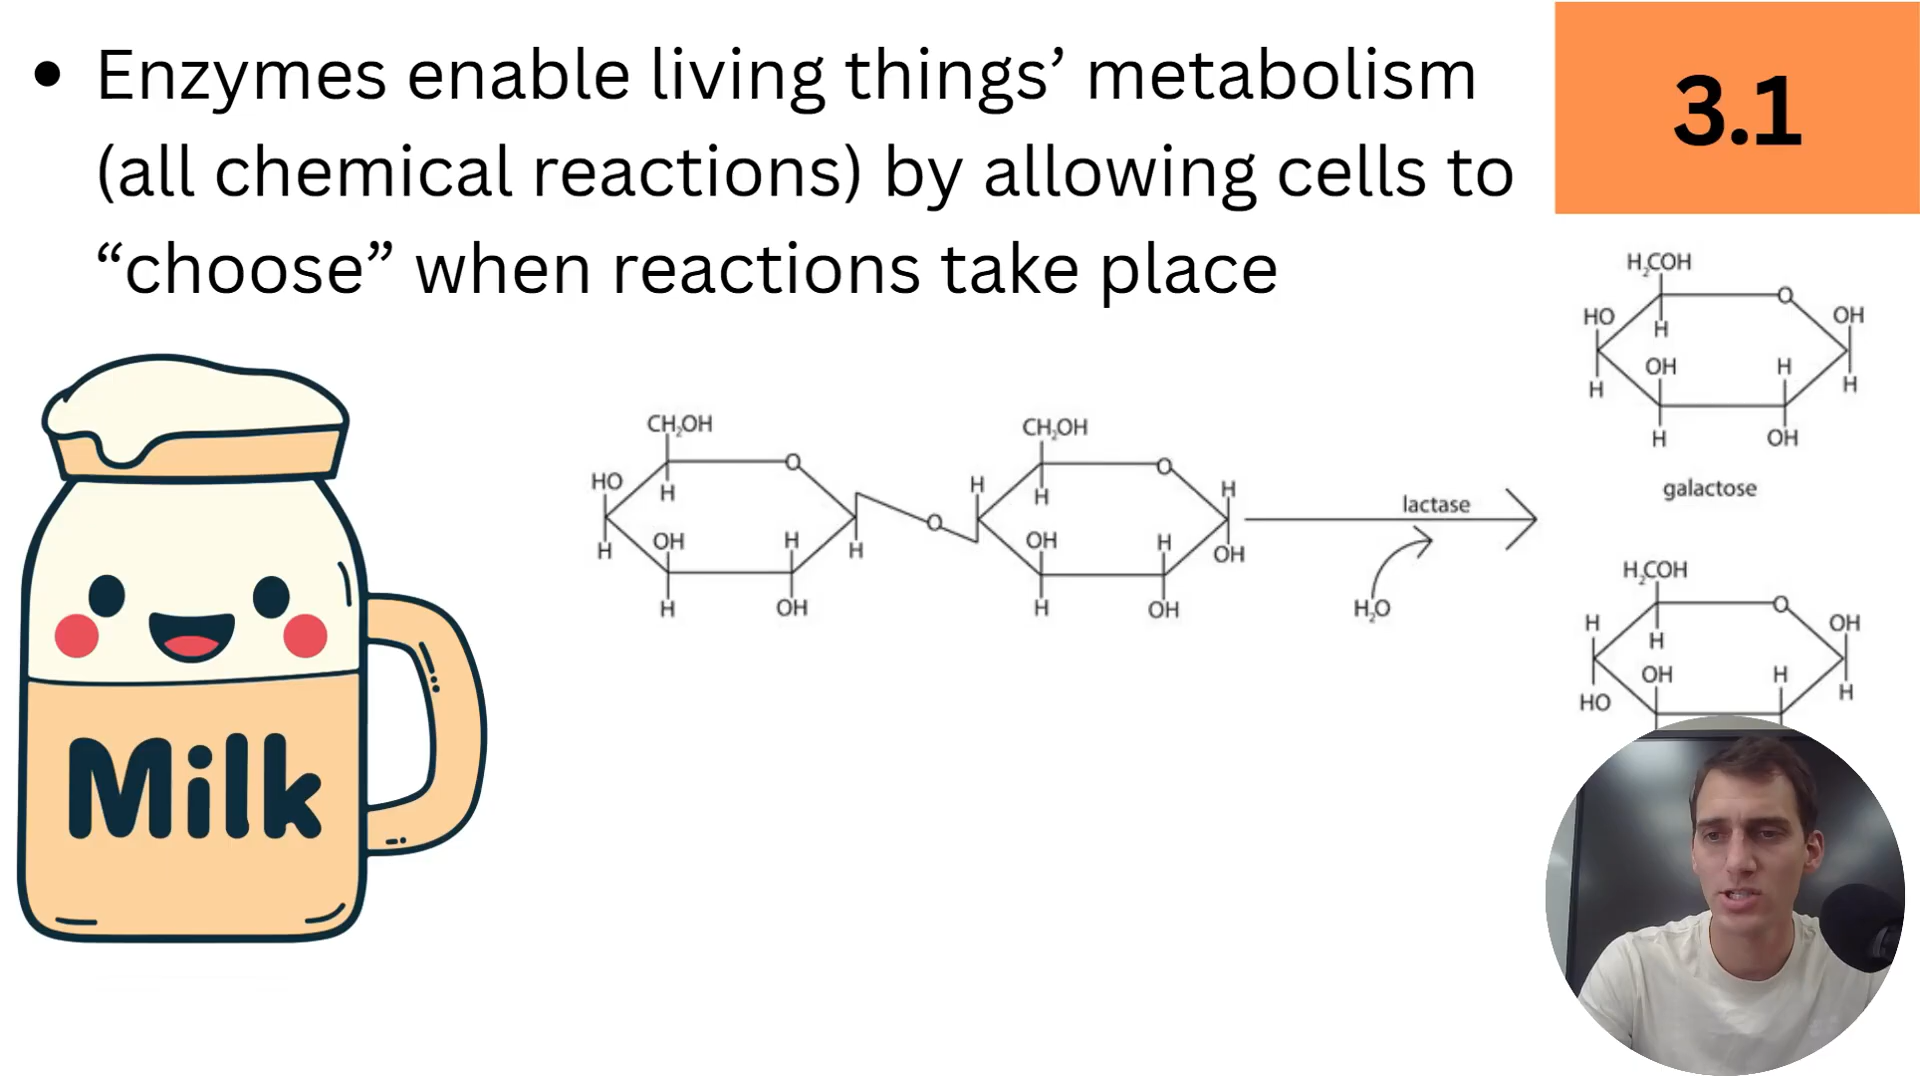 • Enzymes enable living things’ metabolism
(all chemical reactions) by allowing cells to
“choose” when reactions take place
3.1
Milk
CH₂OH
HO
H
O
OH
H
H
H
H
OH
O
CH₂OH
H
H
O
H
OH
H
OH
H
OH
lactase
H₂O
H₂COH
HO
H
O
OH
OH
H
H
H
H
OH
galactose
H₂COH
H
H
O
OH
OH
H
HO
H